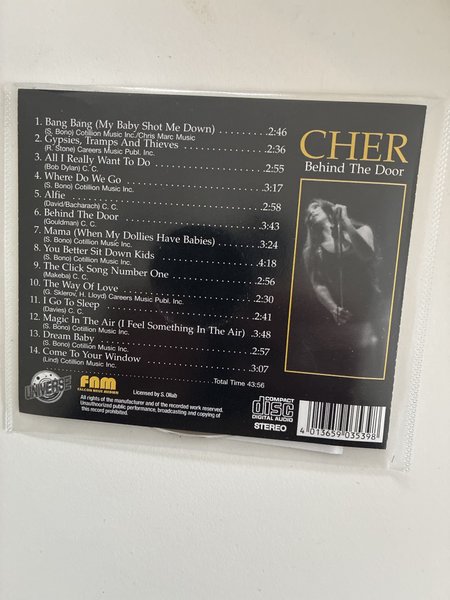 1. Bang Bang (My Baby Shot Me Down) . . . . . . . . . .2:46
(S. Bono) Cotillion Music Inc./Chris Marc Music
2. Gypsies, Tramps And Thieves . . . . . . . . . . . . . .2:36
(R. Stone) Careers Music Publ. Inc.
3. All I Really Want To Do . . . . . . . . . . . . . . . . . .2:55
(Bob Dylan) C. C.
4. Where Do We Go . . . . . . . . . . . . . . . . . . . . . .3:17
(S. Bono) Cotillion Music Inc.
5. Alfie . . . . . . . . . . . . . . . . . . . . . . . . . . . . . .2:58
(David/Bacharach) C. C.
6. Behind The Door . . . . . . . . . . . . . . . . . . . . . .3:43
(Gouldman) C. C.
7. Mama (When My Dollies Have Babies) . . . . . . . .3:24
(S. Bono) Cotillion Music Inc.
8. You Better Sit Down Kids . . . . . . . . . . . . . . . .4:18
(S. Bono) Cotillion Music Inc.
9. The Click Song Number One . . . . . . . . . . . . . .2:56
(Makeba) C. C.
10. The Way Of Love . . . . . . . . . . . . . . . . . . . . .2:30
(G. Sklerov, H. Lloyd) Careers Music Publ. Inc.
11. I Go To Sleep . . . . . . . . . . . . . . . . . . . . . . . .2:41
(Davies) C. C.
12. Magic In The Air (I Feel Something In The Air) .3:48
(S. Bono) Cotillion Music Inc.
13. Dream Baby . . . . . . . . . . . . . . . . . . . . . . . . .2:57
(S. Bono) Cotillion Music Inc.
14. Come To Your Window . . . . . . . . . . . . . . . . .3:07
(Lind) Cotillion Music Inc.
Total Time 43:56
CHER
Behind The Door
UNIVERSE
FNM
FALCON NEUE MEDIEN
Licensed by S. Ollab
All rights of the manufacturer and of the recorded work reserved.
Unauthoorized public performance, broadcasting and copying of
this record prohibited.
COMPACT
disc
DIGITAL AUDIO
STEREO
4 013659 035398